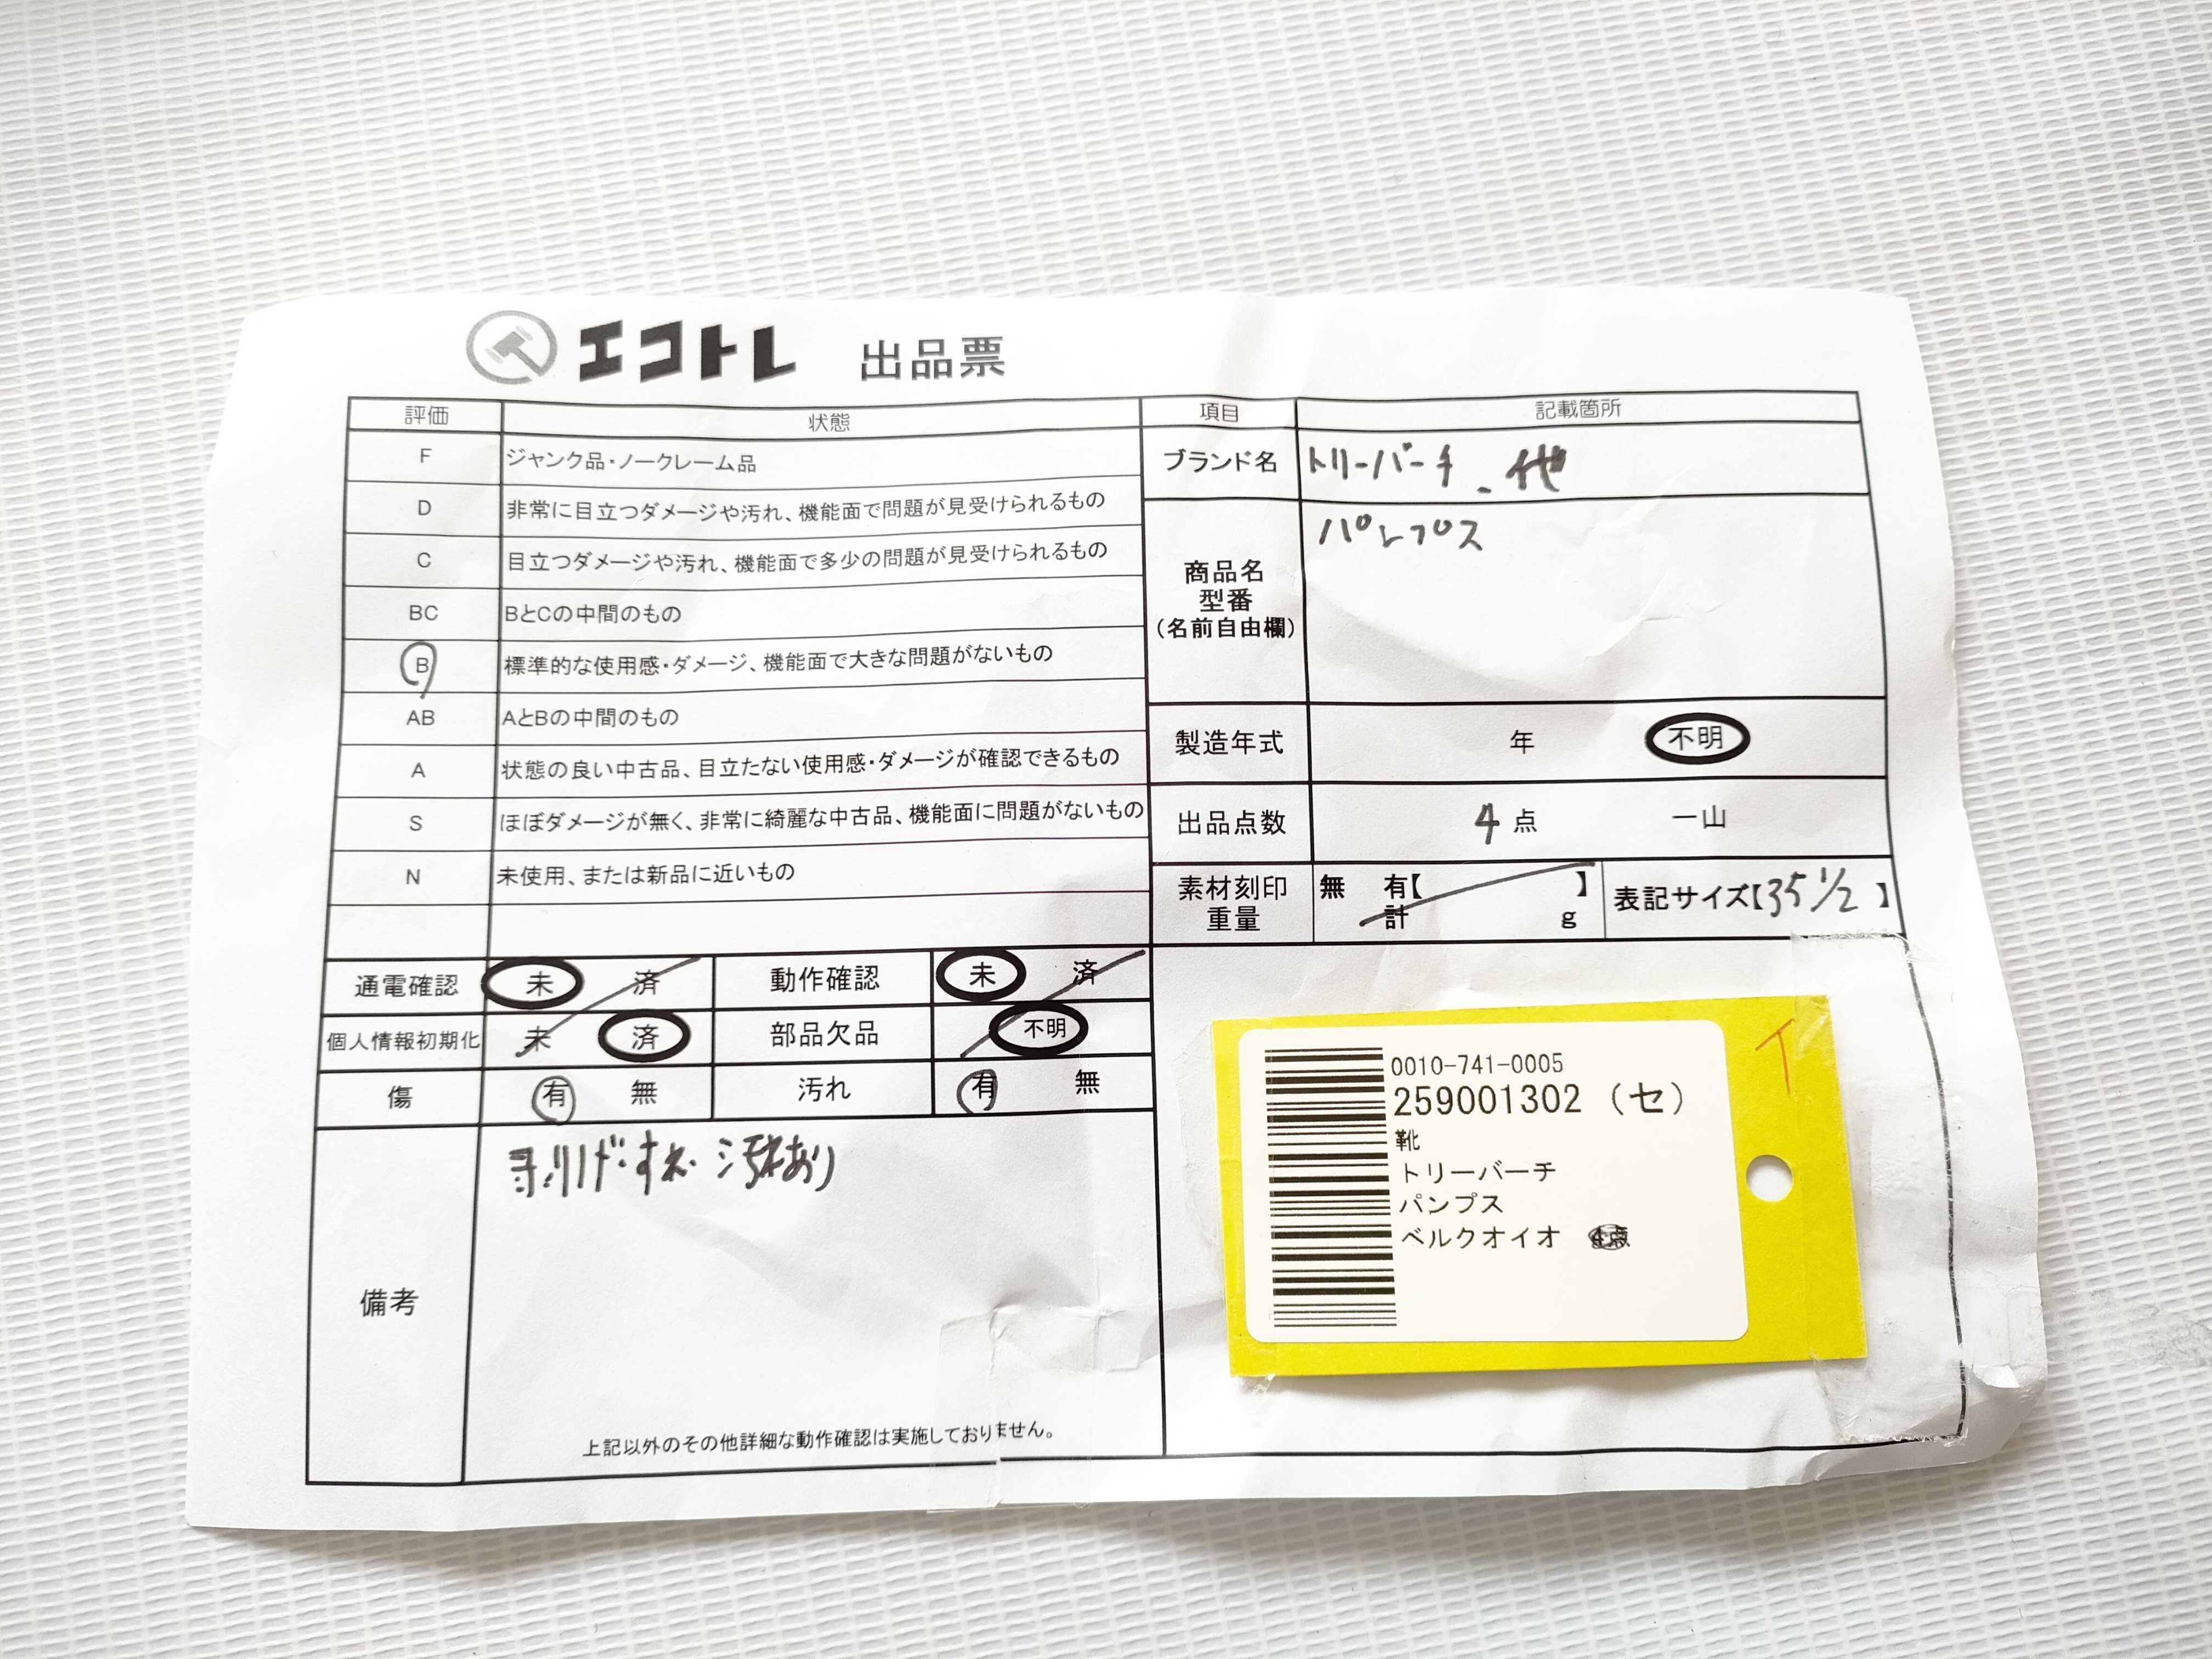 エコトレ 出品票
評価 状態
F ジャンク品・ノークレーム品
D 非常に目立つダメージや汚れ、機能面で問題が見受けられるもの
C 目立つダメージや汚れ、機能面で多少の問題が見受けられるもの
BC BとCの中間のもの
B 標準的な使用感・ダメージ、機能面で大きな問題がないもの
AB AとBの中間のもの
A 状態の良い中古品、目立たない使用感・ダメージが確認できるもの
S ほぼダメージが無く、非常に綺麗な中古品、機能面に問題がないもの
N 未使用、または新品に近いもの
項目 記載箇所
ブランド名 トリーバーチ 他
商品名
型番
(名前自由欄)
パンプス
製造年式 年 不明
出品点数 4 点 一山
素材刻印 無 有【 】
重量 計 g
表記サイズ【35 1/2】
通電確認 未 済 動作確認 未 済
個人情報初期化 未 済 部品欠品 不明
傷 有 無 汚れ 有 無
備考
すれ 汚れあり
上記以外のその他詳細な動作確認は実施しておりません。
0010-741-0005
259001302 (セ)
靴
トリーバーチ
パンプス
ベルクオイオ